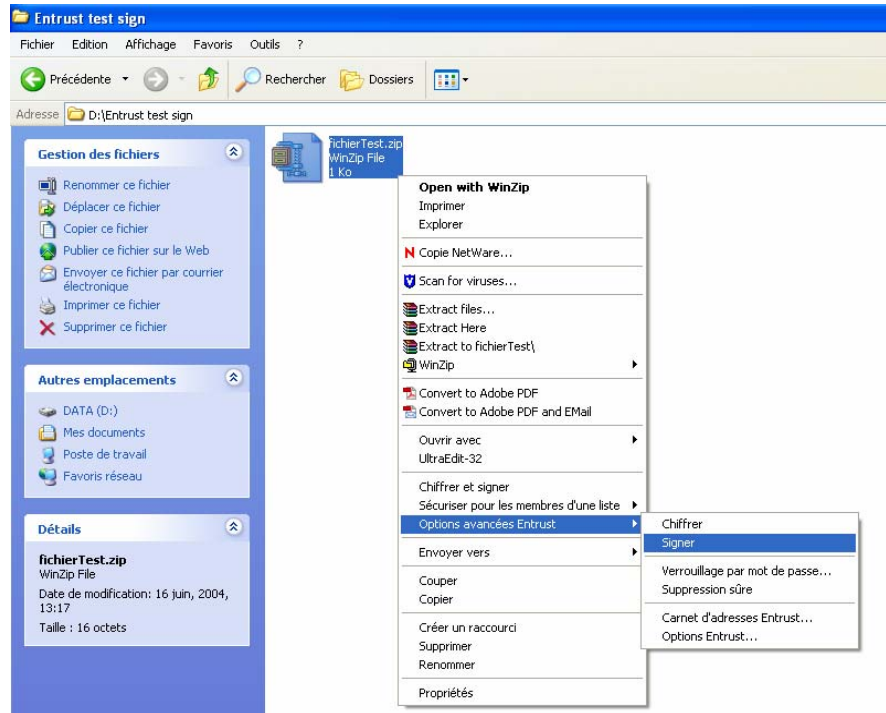 Entrust test sign
Fichier Edition Affichage Favoris Outils ?
Précédente Rechercher Dossiers
Adresse D:\Entrust test sign
Gestion des fichiers
Renommer ce fichier
Déplacer ce fichier
Copier ce fichier
Publier ce fichier sur le Web
Envoyer ce fichier par courrier
électronique
Imprimer ce fichier
Supprimer ce fichier
Autres emplacements
DATA (D:)
Mes documents
Poste de travail
Favoris réseau
Détails
fichierTest.zip
WinZip File
Date de modification: 16 juin, 2004,
13:17
Taille : 16 octets
fichierTest.zip
WinZip File
1 Ko
Open with WinZip
Imprimer
Explorer
Copie NetWare...
Scan for viruses...
Extract files...
Extract Here
Extract to fichierTest\
WinZip
Convert to Adobe PDF
Convert to Adobe PDF and EMail
Ouvrir avec
UltraEdit-32
Chiffrer et signer
Sécuriser pour les membres d'une liste
Options avancées Entrust
Envoyer vers
Couper
Copier
Créer un raccourci
Supprimer
Renommer
Propriétés
Chiffrer
Signer
Verrouillage par mot de passe...
Suppression sûre
Carnet d'adresses Entrust...
Options Entrust...